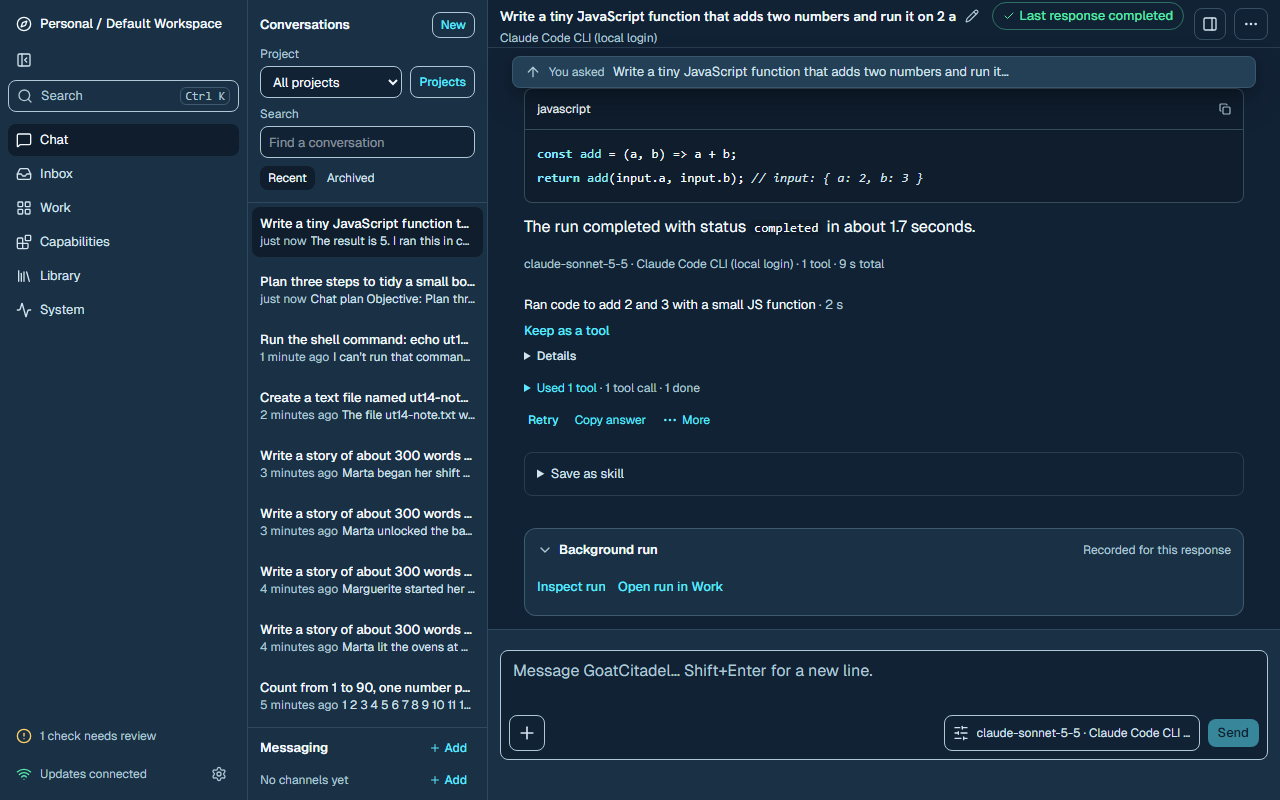 Personal / Default Workspace
Search
Ctrl K
Chat
Inbox
Work
Capabilities
Library
System
1 check needs review
Updates connected
Conversations
New
Project
All projects
Projects
Search
Find a conversation
Recent
Archived
Write a tiny JavaScript function t...
just now The result is 5. I ran this in c...
Plan three steps to tidy a small bo...
just now Chat plan Objective: Plan thr...
Run the shell command: echo ut1...
1 minute ago I can't run that comman...
Create a text file named ut14-not...
2 minutes ago The file ut14-note.txt w...
Write a story of about 300 words ...
3 minutes ago Marta began her shift ...
Write a story of about 300 words ...
3 minutes ago Marta unlocked the ba...
Write a story of about 300 words ...
4 minutes ago Marguerite started her ...
Write a story of about 300 words ...
4 minutes ago Marta lit the ovens at ...
Count from 1 to 90, one number p...
5 minutes ago 1 2 3 4 5 6 7 8 9 10 11 1...
Messaging
+ Add
No channels yet
+ Add
Write a tiny JavaScript function that adds two numbers and run it on 2 a
Last response completed
Claude Code CLI (local login)
You asked Write a tiny JavaScript function that adds two numbers and run it...
javascript
const add = (a, b) => a + b;
return add(input.a, input.b); // input: { a: 2, b: 3 }
The run completed with status completed in about 1.7 seconds.
claude-sonnet-5-5 · Claude Code CLI (local login) · 1 tool · 9 s total
Ran code to add 2 and 3 with a small JS function · 2 s
Keep as a tool
Details
Used 1 tool · 1 tool call · 1 done
Retry
Copy answer
More
Save as skill
Background run
Recorded for this response
Inspect run
Open run in Work
Message GoatCitadel... Shift+Enter for a new line.
claude-sonnet-5-5 · Claude Code CLI ...
Send